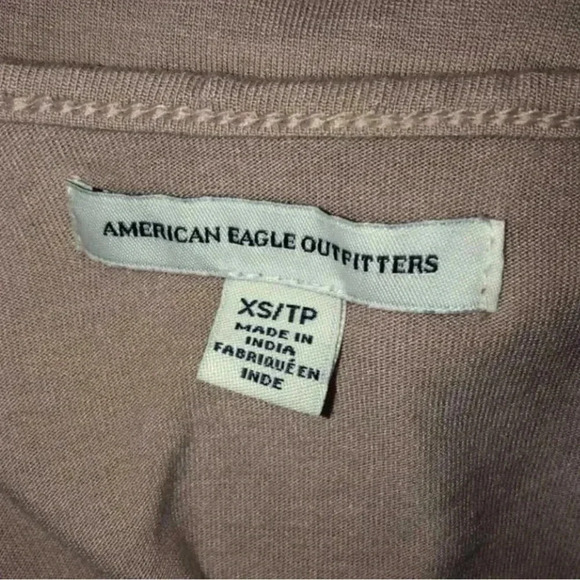 AMERICAN EAGLE OUTFITTERS
XS/TP
MADE IN
INDIA
FABRIQUÉ EN
INDE